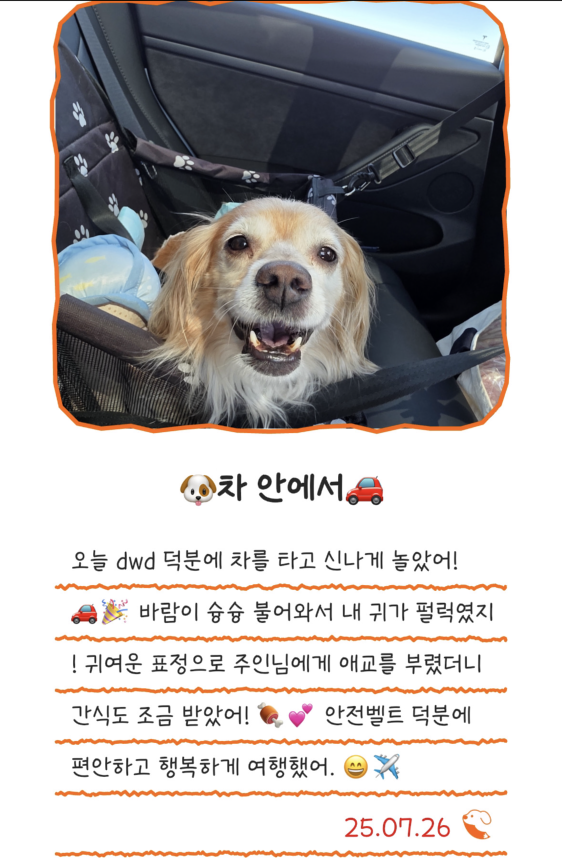 🐶차 안에서🚗
오늘 dwd 덕분에 차를 타고 신나게 놀았어!
🚗🎉 바람이 슝슝 불어와서 내 귀가 펄럭였지
! 귀여운 표정으로 주인님에게 애교를 부렸더니
간식도 조금 받았어! 🍖💕 안전벨트 덕분에
편안하고 행복하게 여행했어. 😄✈️
25.07.26